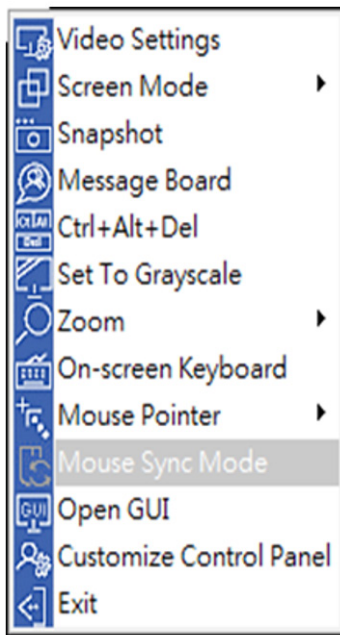 Video Settings
Screen Mode
Snapshot
Message Board
Ctrl+Alt+Del
Set To Grayscale
Zoom
On-screen Keyboard
Mouse Pointer
Mouse Sync Mode
GUI Open GUI
Customize Control Panel
Exit